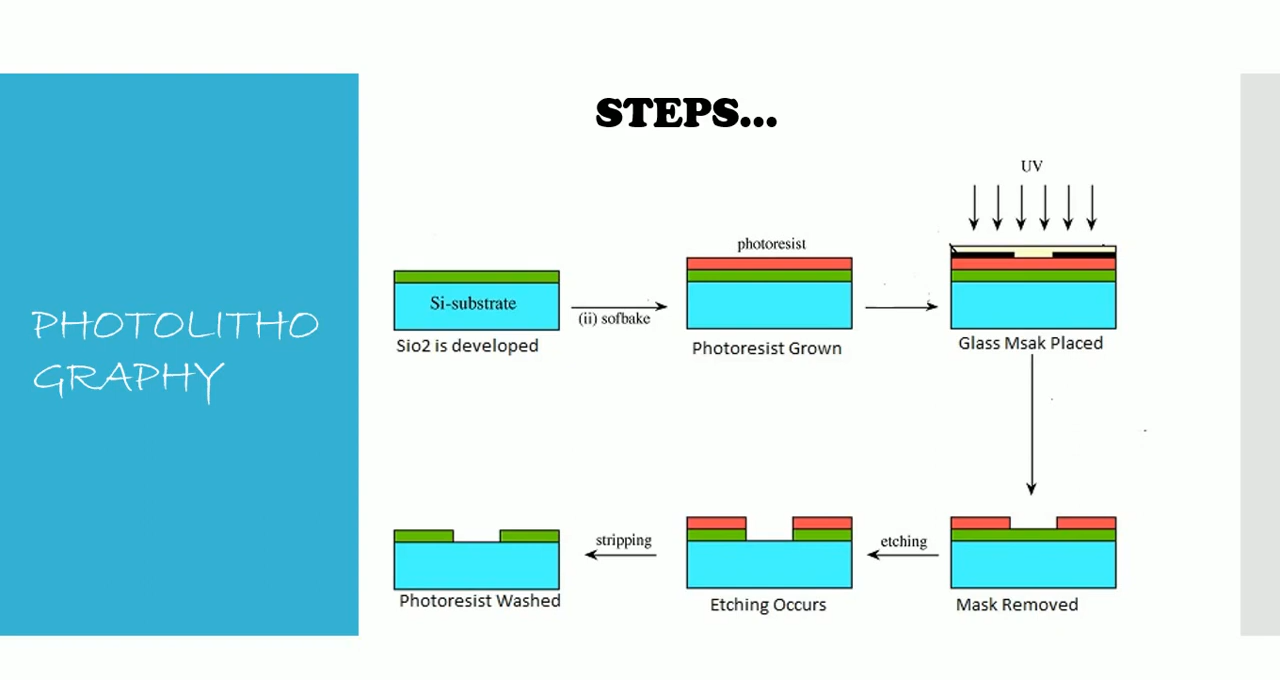 PHOTOLITHO
GRAPHY
STEPS...
UV
photoresist
Si-substrate
(ii) sofbake
Sio2 is developed
Photoresist Grown
Glass Msak Placed
stripping
etching
Photoresist Washed
Etching Occurs
Mask Removed